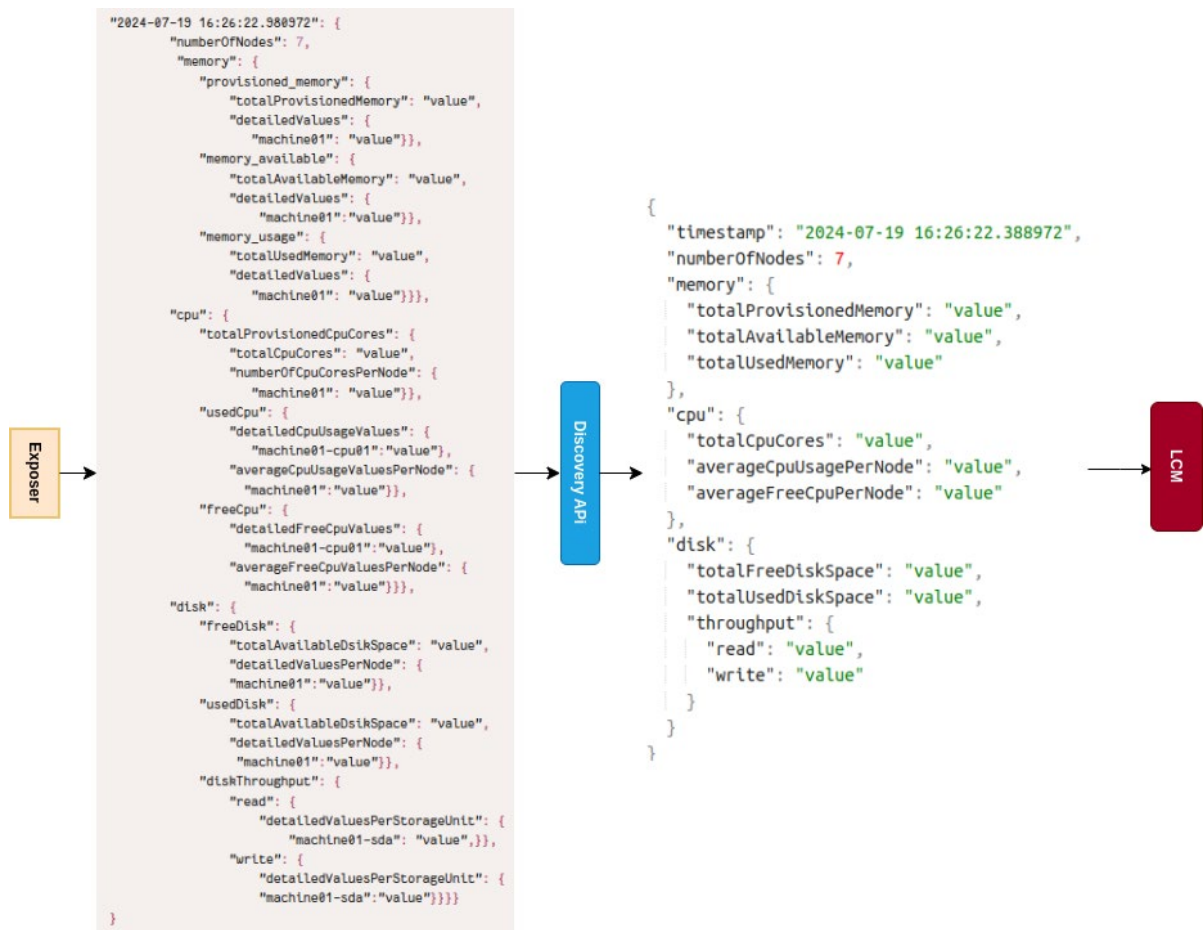 Exposer
"2024-07-19 16:26:22.980972": {
"numberOfNodes": 7,
"memory": {
"provisioned_memory": {
"totalProvisionedMemory": "value",
"detailedValues": {
"machine01": "value"}},
"memory_available": {
"totalAvailableMemory": "value",
"detailedValues": {
"machine01":"value"}},
"memory_usage": {
"totalUsedMemory": "value",
"detailedValues": {
"machine01": "value"}}},
"cpu": {
"totalProvisionedCpuCores": {
"totalCpuCores": "value",
"numberOfCpuCoresPerNode": {
"machine01": "value"}},
"usedCpu": {
"detailedCpuUsageValues": {
"machine01-cpu01":"value"},
"averageCpuUsageValuesPerNode": {
"machine01":"value"}},
"freeCpu": {
"detailedFreeCpuValues": {
"machine01-cpu01":"value"},
"averageFreeCpuValuesPerNode": {
"machine01":"value"}}},
"disk": {
"freeDisk": {
"totalAvailableDsikSpace": "value",
"detailedValuesPerNode": {
"machine01":"value"}},
"usedDisk": {
"totalAvailableDsikSpace": "value",
"detailedValuesPerNode": {
"machine01":"value"}},
"diskThroughput": {
"read": {
"detailedValuesPerStorageUnit": {
"machine01-sda": "value",}},
"write": {
"detailedValuesPerStorageUnit": {
"machine01-sda":"value"}}}}
}
Discovery APi
{
"timestamp": "2024-07-19 16:26:22.388972",
"numberOfNodes": 7,
"memory": {
"totalProvisionedMemory": "value",
"totalAvailableMemory": "value",
"totalUsedMemory": "value"
},
"cpu": {
"totalCpuCores": "value",
"averageCpuUsagePerNode": "value",
"averageFreeCpuPerNode": "value"
},
"disk": {
"totalFreeDiskSpace": "value",
"totalUsedDiskSpace": "value",
"throughput": {
"read": "value",
"write": "value"
}
}
}
LCM